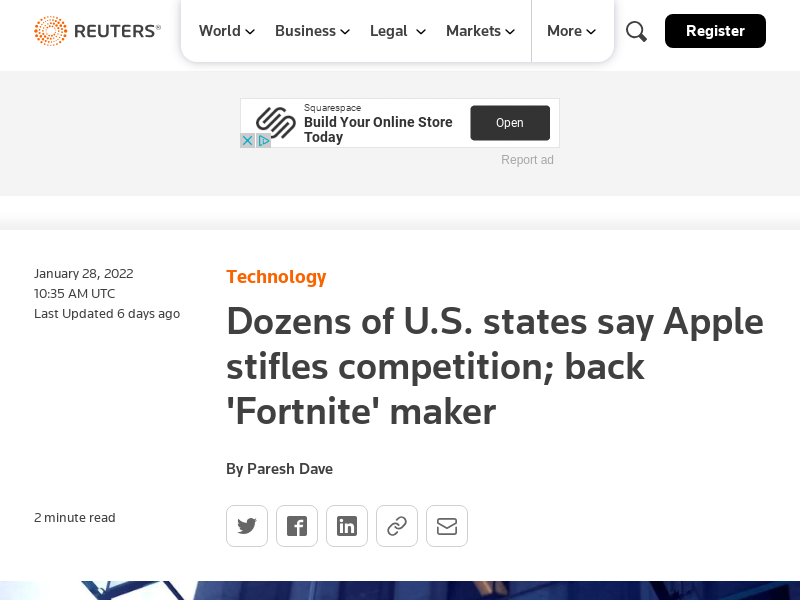 REUTERS®
World
Business
Legal
Markets
More
Register
Squarespace
Build Your Online Store
Today
Open
Report ad
January 28, 2022
10:35 AM UTC
Last Updated 6 days ago
Technology
Dozens of U.S. states say Apple
stifles competition; back
'Fortnite' maker
By Paresh Dave
2 minute read